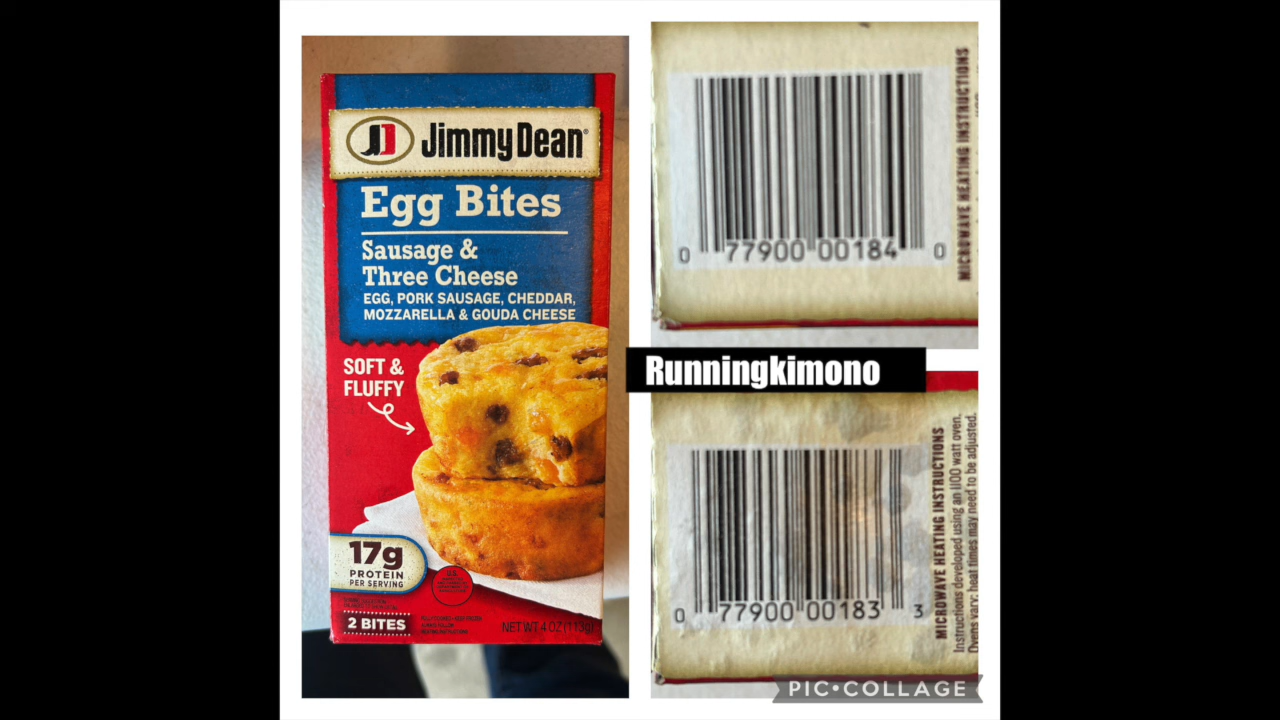 JD JimmyDean®
Egg Bites
Sausage &
Three Cheese
EGG, PORK SAUSAGE, CHEDDAR,
MOZZARELLA & GOUDA CHEESE
SOFT &
FLUFFY
17g
PROTEIN
PER SERVING
2 BITES
NET WT 4 OZ (113g)
0 77900 00184 0
MICROWAVE HEATING INSTRUCTIONS
Runningkimono
0 77900 00183 3
MICROWAVE HEATING INSTRUCTIONS
Instructions developed using an 1100 watt oven.
Ovens vary; heat times may need to be adjusted.
PIC•COLLAGE